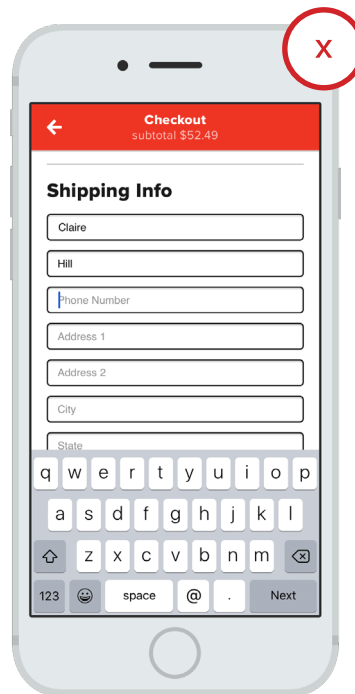 X
Checkout
subtotal $52.49
Shipping Info
Claire
Hill
Phone Number
Address 1
Address 2
City
State
q w e r t y u i o p
a s d f g h j k l
z x c v b n m
123 space @ . Next